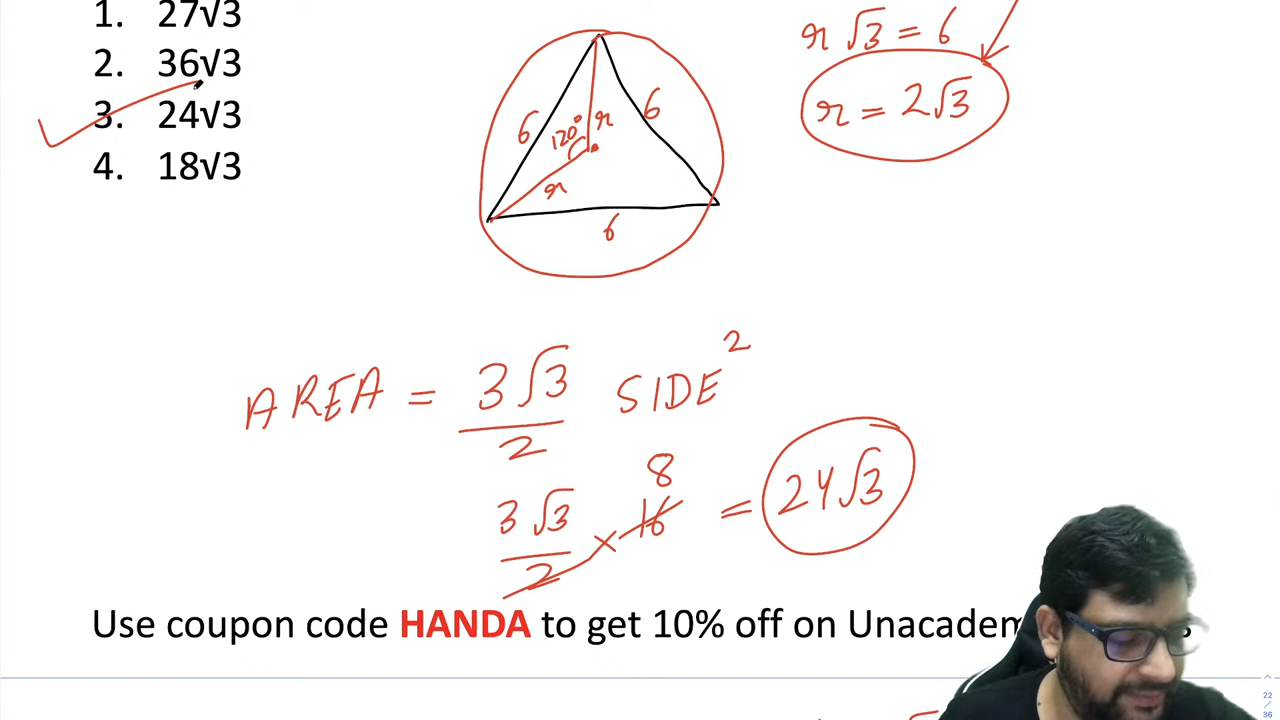 1. 27√3
2. 36√3
3. 24√3
4. 18√3
r √3 = 6
r = 2√3
6
120°
r
6
r
6
AREA = 3√3/2 SIDE²
8
3√3/2 × 16 = 24√3
Use coupon code HANDA to get 10% off on
22
/
36